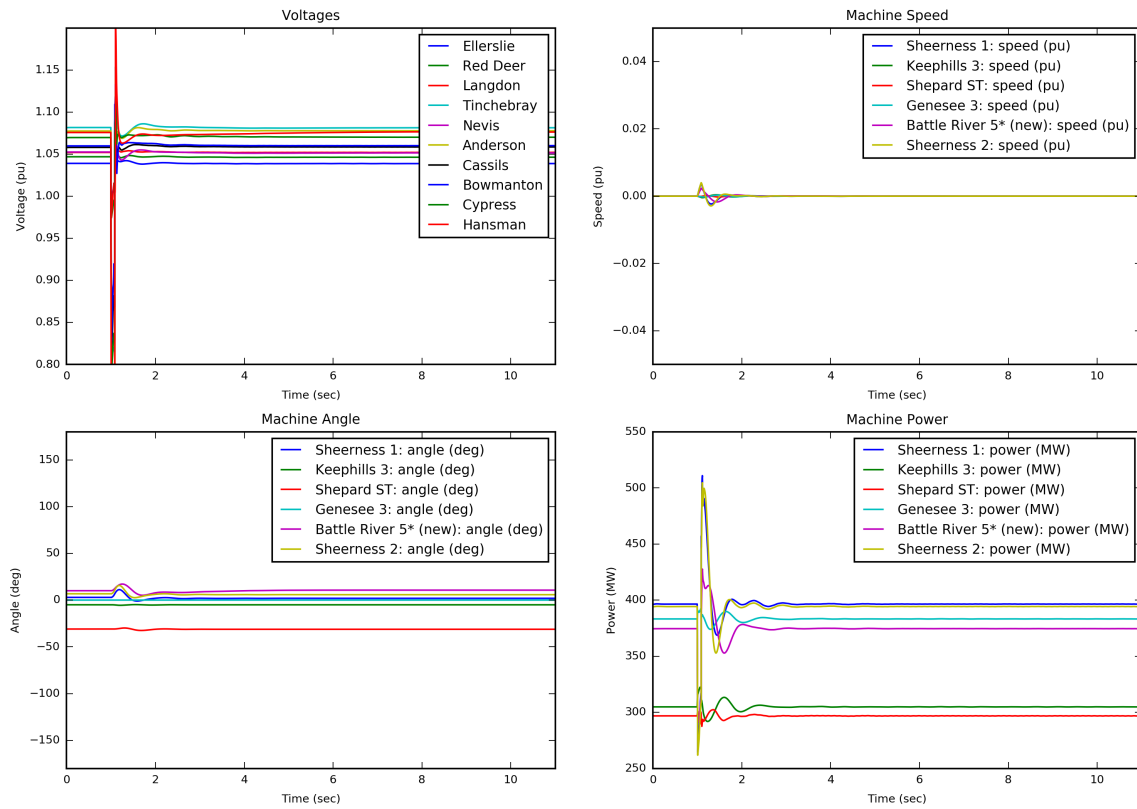 Voltages
Voltage (pu)
1.15
1.10
1.05
1.00
0.95
0.90
0.85
0.80
Ellerslie
Red Deer
Langdon
Tinchebray
Nevis
Anderson
Cassils
Bowmanton
Cypress
Hansman
0 2 4 6 8 10
Time (sec)
Machine Speed
Speed (pu)
0.04
0.02
0.00
−0.02
−0.04
Sheerness 1: speed (pu)
Keephills 3: speed (pu)
Shepard ST: speed (pu)
Genesee 3: speed (pu)
Battle River 5* (new): speed (pu)
Sheerness 2: speed (pu)
0 2 4 6 8 10
Time (sec)
Machine Angle
Angle (deg)
150
100
50
0
−50
−100
−150
Sheerness 1: angle (deg)
Keephills 3: angle (deg)
Shepard ST: angle (deg)
Genesee 3: angle (deg)
Battle River 5* (new): angle (deg)
Sheerness 2: angle (deg)
0 2 4 6 8 10
Time (sec)
Machine Power
Power (MW)
550
500
450
400
350
300
250
Sheerness 1: power (MW)
Keephills 3: power (MW)
Shepard ST: power (MW)
Genesee 3: power (MW)
Battle River 5* (new): power (MW)
Sheerness 2: power (MW)
0 2 4 6 8 10
Time (sec)